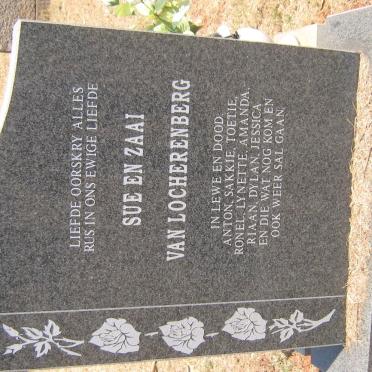 LIEFDE OORSKRY ALLES
RUS IN ONS EWIGE LIEFDE
SUE EN ZAAI
VAN LOCHERENBERG
IN LEWE EN DOOD
ANTON, SAKKIE, TOETIE,
RONEL, LYNETTE, AMANDA,
RIAAN, DYLAN, JESSICA
EN DIE WAT NOG KOM EN
OOK WEER SAL GAAN.